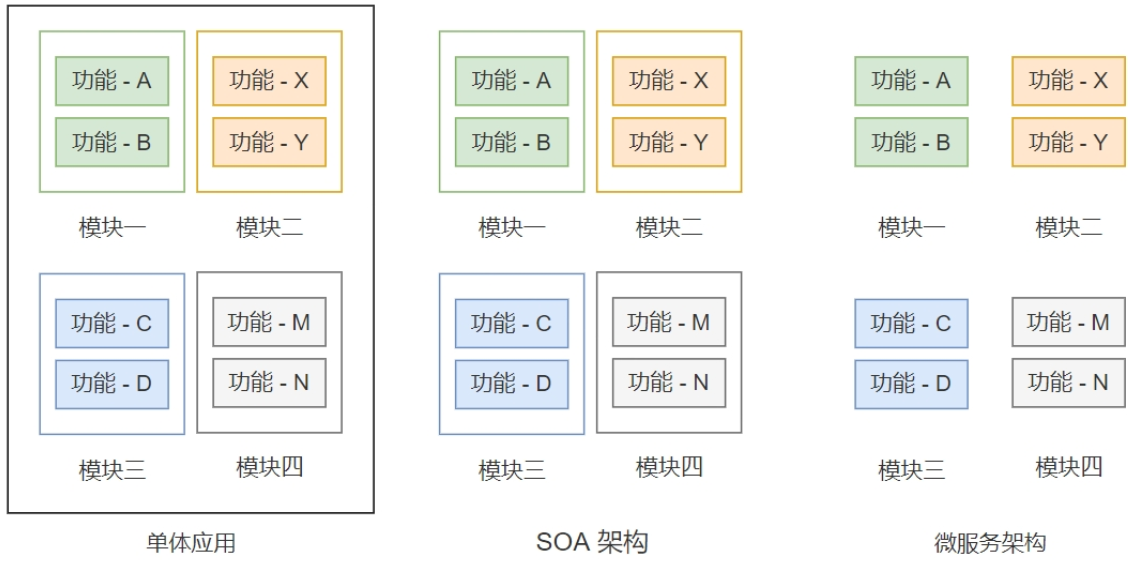 功能 - A
功能 - X
功能 - B
功能 - Y
模块一
模块二
功能 - C
功能 - M
功能 - D
功能 - N
模块三
模块四
单体应用
功能 - A
功能 - X
功能 - B
功能 - Y
模块一
模块二
功能 - C
功能 - M
功能 - D
功能 - N
模块三
模块四
SOA 架构
功能 - A
功能 - X
功能 - B
功能 - Y
模块一
模块二
功能 - C
功能 - M
功能 - D
功能 - N
模块三
模块四
微服务架构